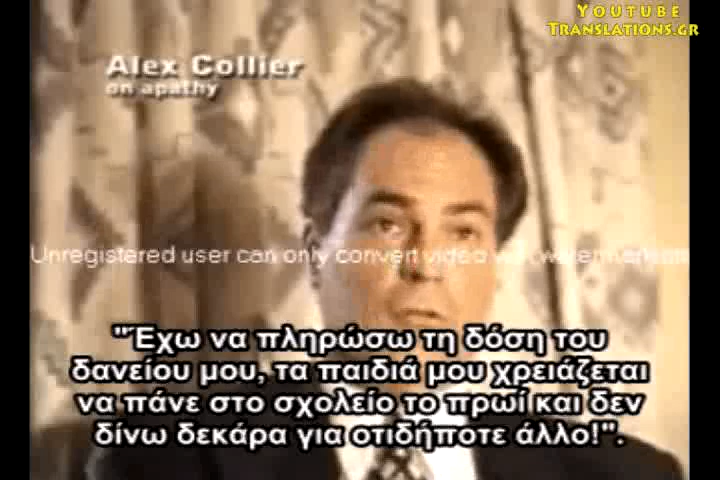 YOUTUBE
TRANSLATIONS.GR
Alex Collier
on apathy
Unregistered user can only convert video
"Έχω να πληρώσω τη δόση του
δανείου μου, τα παιδιά μου χρειάζεται
να πάνε στο σχολείο το πρωί και δεν
δίνω δεκάρα για οτιδήποτε άλλο!".